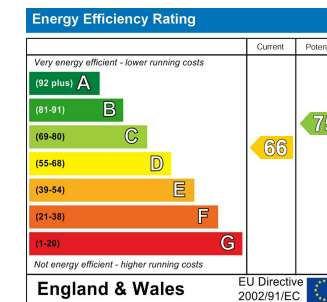 Energy Efficiency Rating
Current
Very energy efficient - lower running costs
(92 plus) A
(81-91) B
(69-80) C
(55-68) D
(39-54) E
(21-38) F
(1-20) G
66
Not energy efficient - higher running costs
England & Wales
EU Directive
2002/91/EC